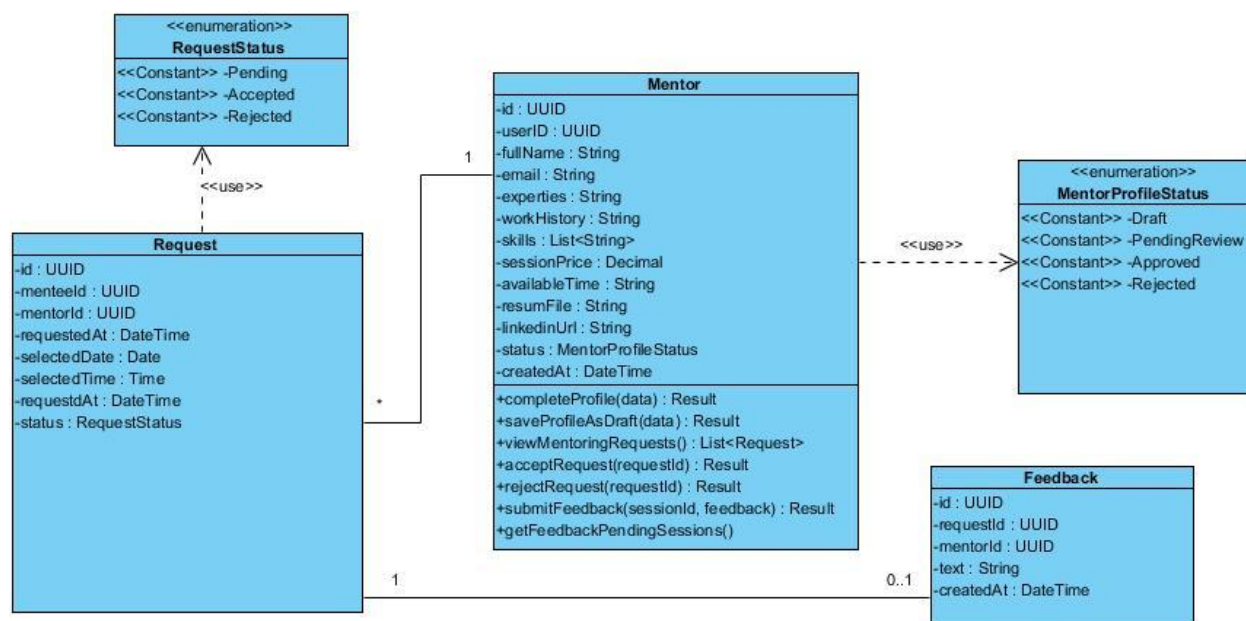 <<enumeration>>
RequestStatus
<<Constant>> -Pending
<<Constant>> -Accepted
<<Constant>> -Rejected
<<use>>
Request
-id : UUID
-menteeId : UUID
-mentorId : UUID
-requestedAt : DateTime
-selectedDate : Date
-selectedTime : Time
-requestdAt : DateTime
-status : RequestStatus
1
*
Mentor
-id : UUID
-userID : UUID
-fullName : String
-email : String
-experties : String
-workHistory : String
-skills : List<String>
-sessionPrice : Decimal
-availableTime : String
-resumFile : String
-linkedinUrl : String
-status : MentorProfileStatus
-createdAt : DateTime
+completeProfile(data) : Result
+saveProfileAsDraft(data) : Result
+viewMentoringRequests() : List<Request>
+acceptRequest(requestId) : Result
+rejectRequest(requestId) : Result
+submitFeedback(sessionId, feedback) : Result
+getFeedbackPendingSessions()
<<use>>
<<enumeration>>
MentorProfileStatus
<<Constant>> -Draft
<<Constant>> -PendingReview
<<Constant>> -Approved
<<Constant>> -Rejected
1
0..1
Feedback
-id : UUID
-requestId : UUID
-mentorId : UUID
-text : String
-createdAt : DateTime